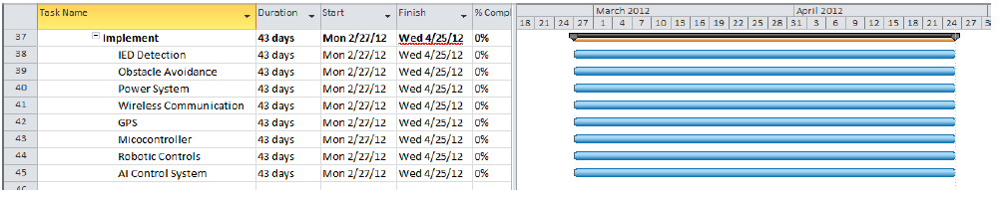 Task Name Duration Start Finish % Compl March 2012 April 2012
18 21 24 27 1 4 7 10 13 16 19 22 25 28 31 3 6 9 12 15 18 21 24 27
37 Implement 43 days Mon 2/27/12 Wed 4/25/12 0%
38 IED Detection 43 days Mon 2/27/12 Wed 4/25/12 0%
39 Obstacle Avoidance 43 days Mon 2/27/12 Wed 4/25/12 0%
40 Power System 43 days Mon 2/27/12 Wed 4/25/12 0%
41 Wireless Communication 43 days Mon 2/27/12 Wed 4/25/12 0%
42 GPS 43 days Mon 2/27/12 Wed 4/25/12 0%
43 Micocontroller 43 days Mon 2/27/12 Wed 4/25/12 0%
44 Robotic Controls 43 days Mon 2/27/12 Wed 4/25/12 0%
45 AI Control System 43 days Mon 2/27/12 Wed 4/25/12 0%